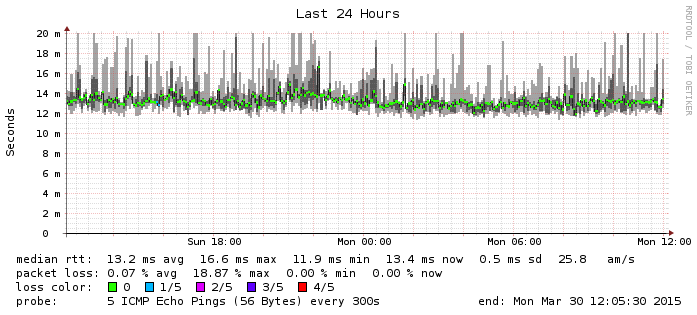 Last 24 Hours
RRDTOOL / TOBI OETIKER
Seconds
20 m
18 m
16 m
14 m
12 m
10 m
8 m
6 m
4 m
2 m
0
Sun 18:00 Mon 00:00 Mon 06:00 Mon 12:00
median rtt: 13.2 ms avg 16.6 ms max 11.9 ms min 13.4 ms now 0.5 ms sd 25.8 am/s
packet loss: 0.07 % avg 18.87 % max 0.00 % min 0.00 % now
loss color: 0 1/5 2/5 3/5 4/5
probe: 5 ICMP Echo Pings (56 Bytes) every 300s end: Mon Mar 30 12:05:30 2015